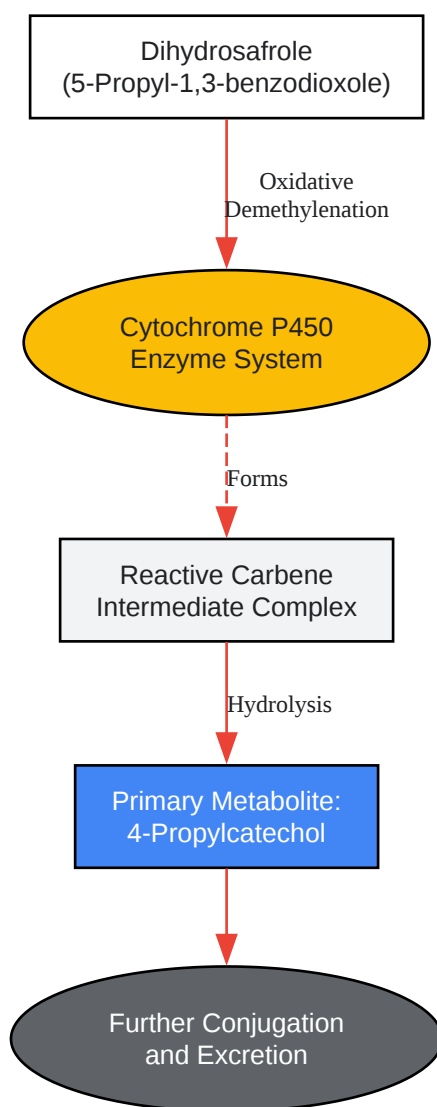 Dihydrosafrole
(5-Propyl-1,3-benzodioxole)
Oxidative
Demethylenation
Cytochrome P450
Enzyme System
Forms
Reactive Carbene
Intermediate Complex
Hydrolysis
Primary Metabolite:
4-Propylcatechol
Further Conjugation
and Excretion